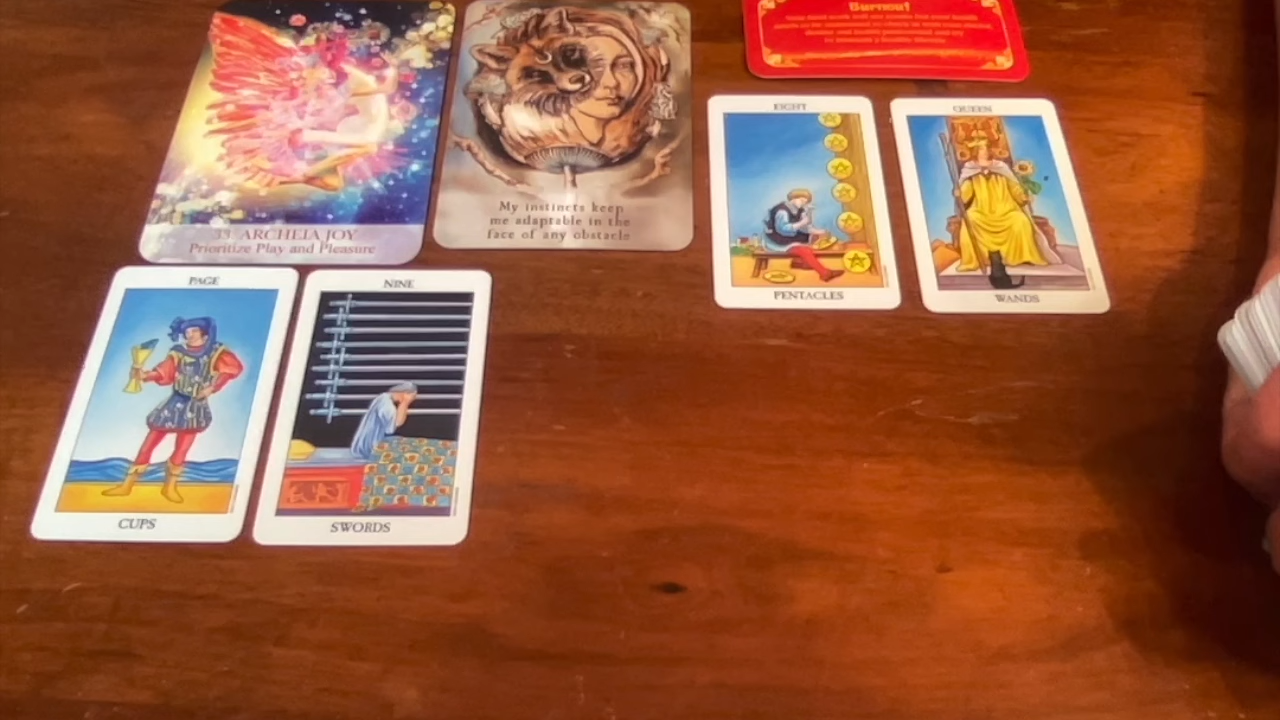 Burnout
33 ARCHEIA JOY
Prioritize Play and Pleasure
My instincts keep
me adaptable in the
face of any obstacle
EIGHT
PENTACLES
QUEEN
WANDS
PAGE
CUPS
NINE
SWORDS